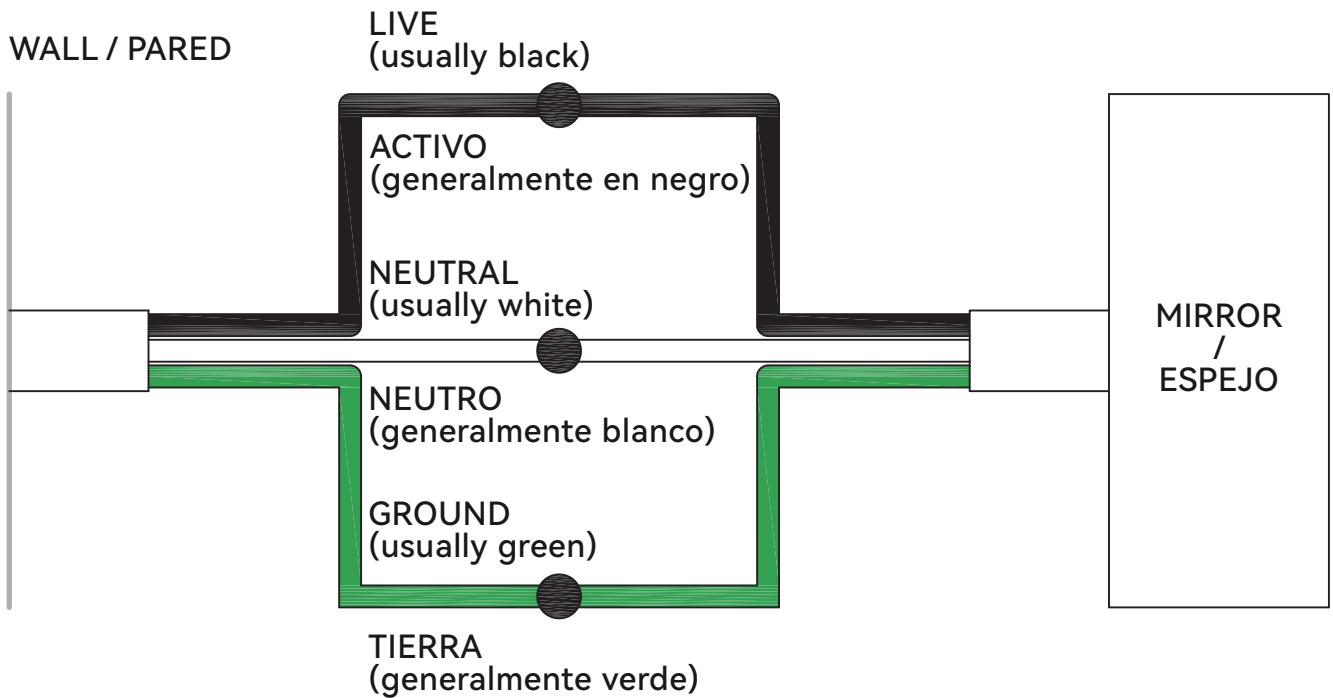 WALL / PARED
LIVE
(usually black)
ACTIVO
(generalmente en negro)
NEUTRAL
(usually white)
NEUTRO
(generalmente blanco)
GROUND
(usually green)
TIERRA
(generalmente verde)
MIRROR
/
ESPEJO